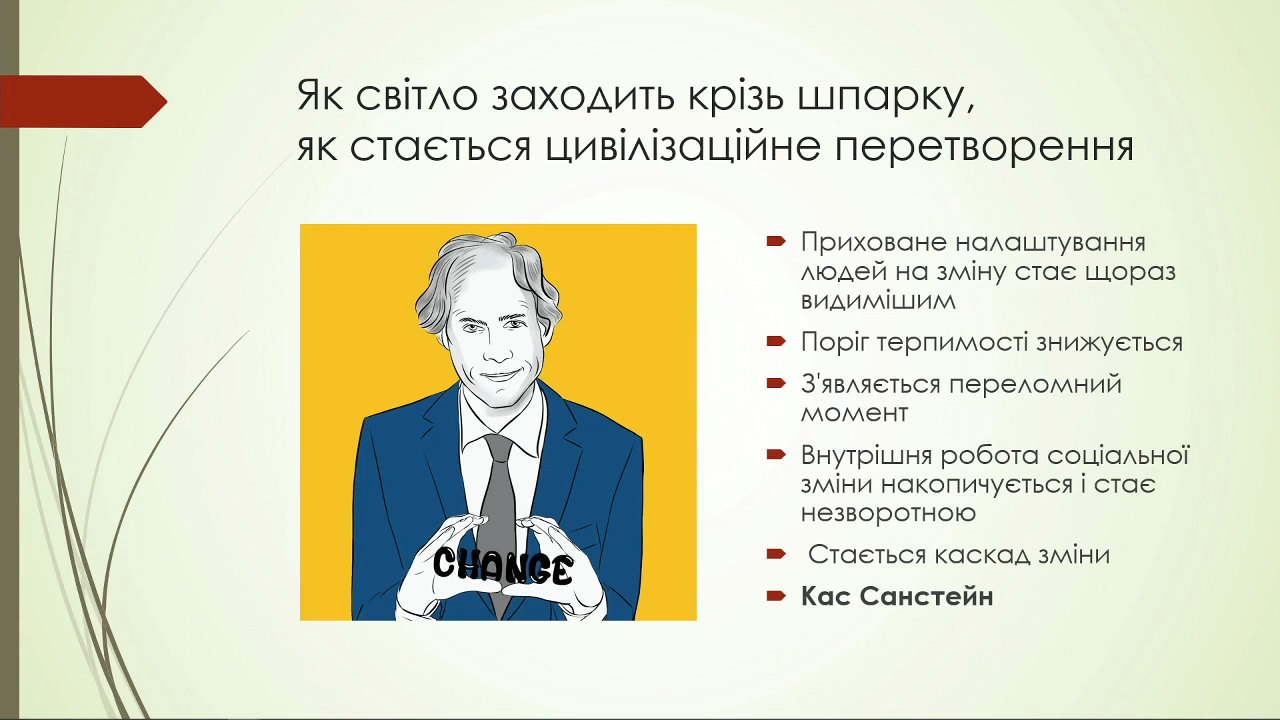 Як світло заходить крізь шпарку,
як стається цивілізаційне перетворення
CHANGE
Приховане налаштування
людей на зміну стає щораз
видимішим
Поріг терпимості знижується
З'являється переломний
момент
Внутрішня робота соціальної
зміни накопичується і стає
незворотною
Стається каскад зміни
Кас Санстейн